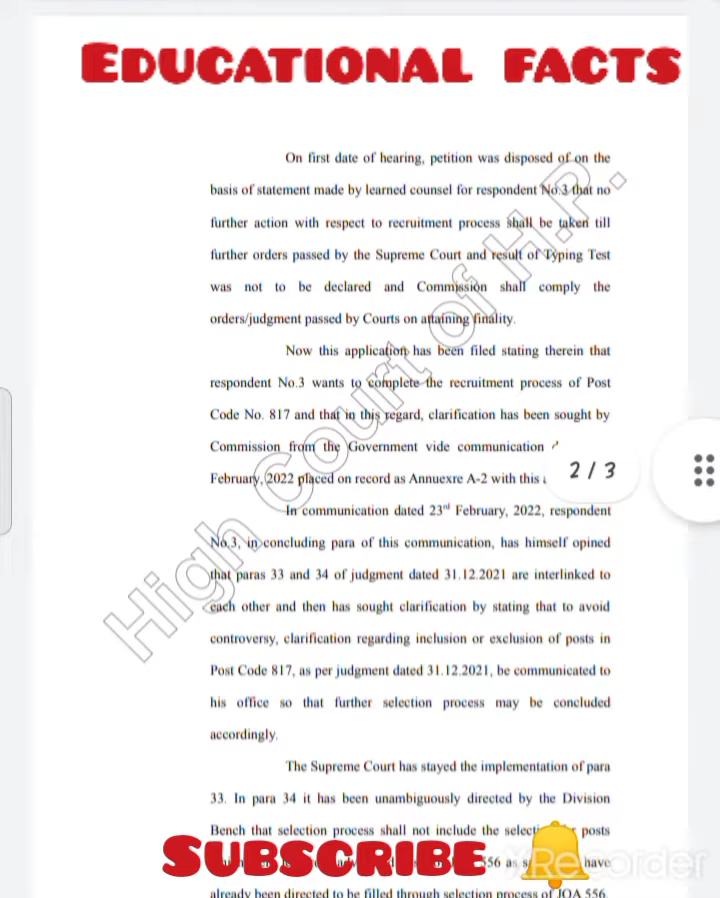 EDUCATIONAL FACTS
On first date of hearing, petition was disposed of on the
basis of statement made by learned counsel for respondent No.3 that no
further action with respect to recruitment process shall be taken till
further orders passed by the Supreme Court and result of Typing Test
was not to be declared and Commission shall comply the
orders/judgment passed by Courts on attaining finality.
Now this application has been filed stating therein that
respondent No.3 wants to complete the recruitment process of Post
Code No. 817 and that in this regard, clarification has been sought by
Commission from the Government vide communication
February, 2022 placed on record as Annuexre A-2 with this
2 / 3
In communication dated 23rd February, 2022, respondent
No.3, in concluding para of this communication, has himself opined
that paras 33 and 34 of judgment dated 31.12.2021 are interlinked to
each other and then has sought clarification by stating that to avoid
controversy, clarification regarding inclusion or exclusion of posts in
Post Code 817, as per judgment dated 31.12.2021, be communicated to
his office so that further selection process may be concluded
accordingly.
The Supreme Court has stayed the implementation of para
33. In para 34 it has been unambiguously directed by the Division
Bench that selection process shall not include the posts
556 as have
already been directed to be filled through selection process of JOA 556.
High Court of H.P.
SUBSCRIBE
XRecorder